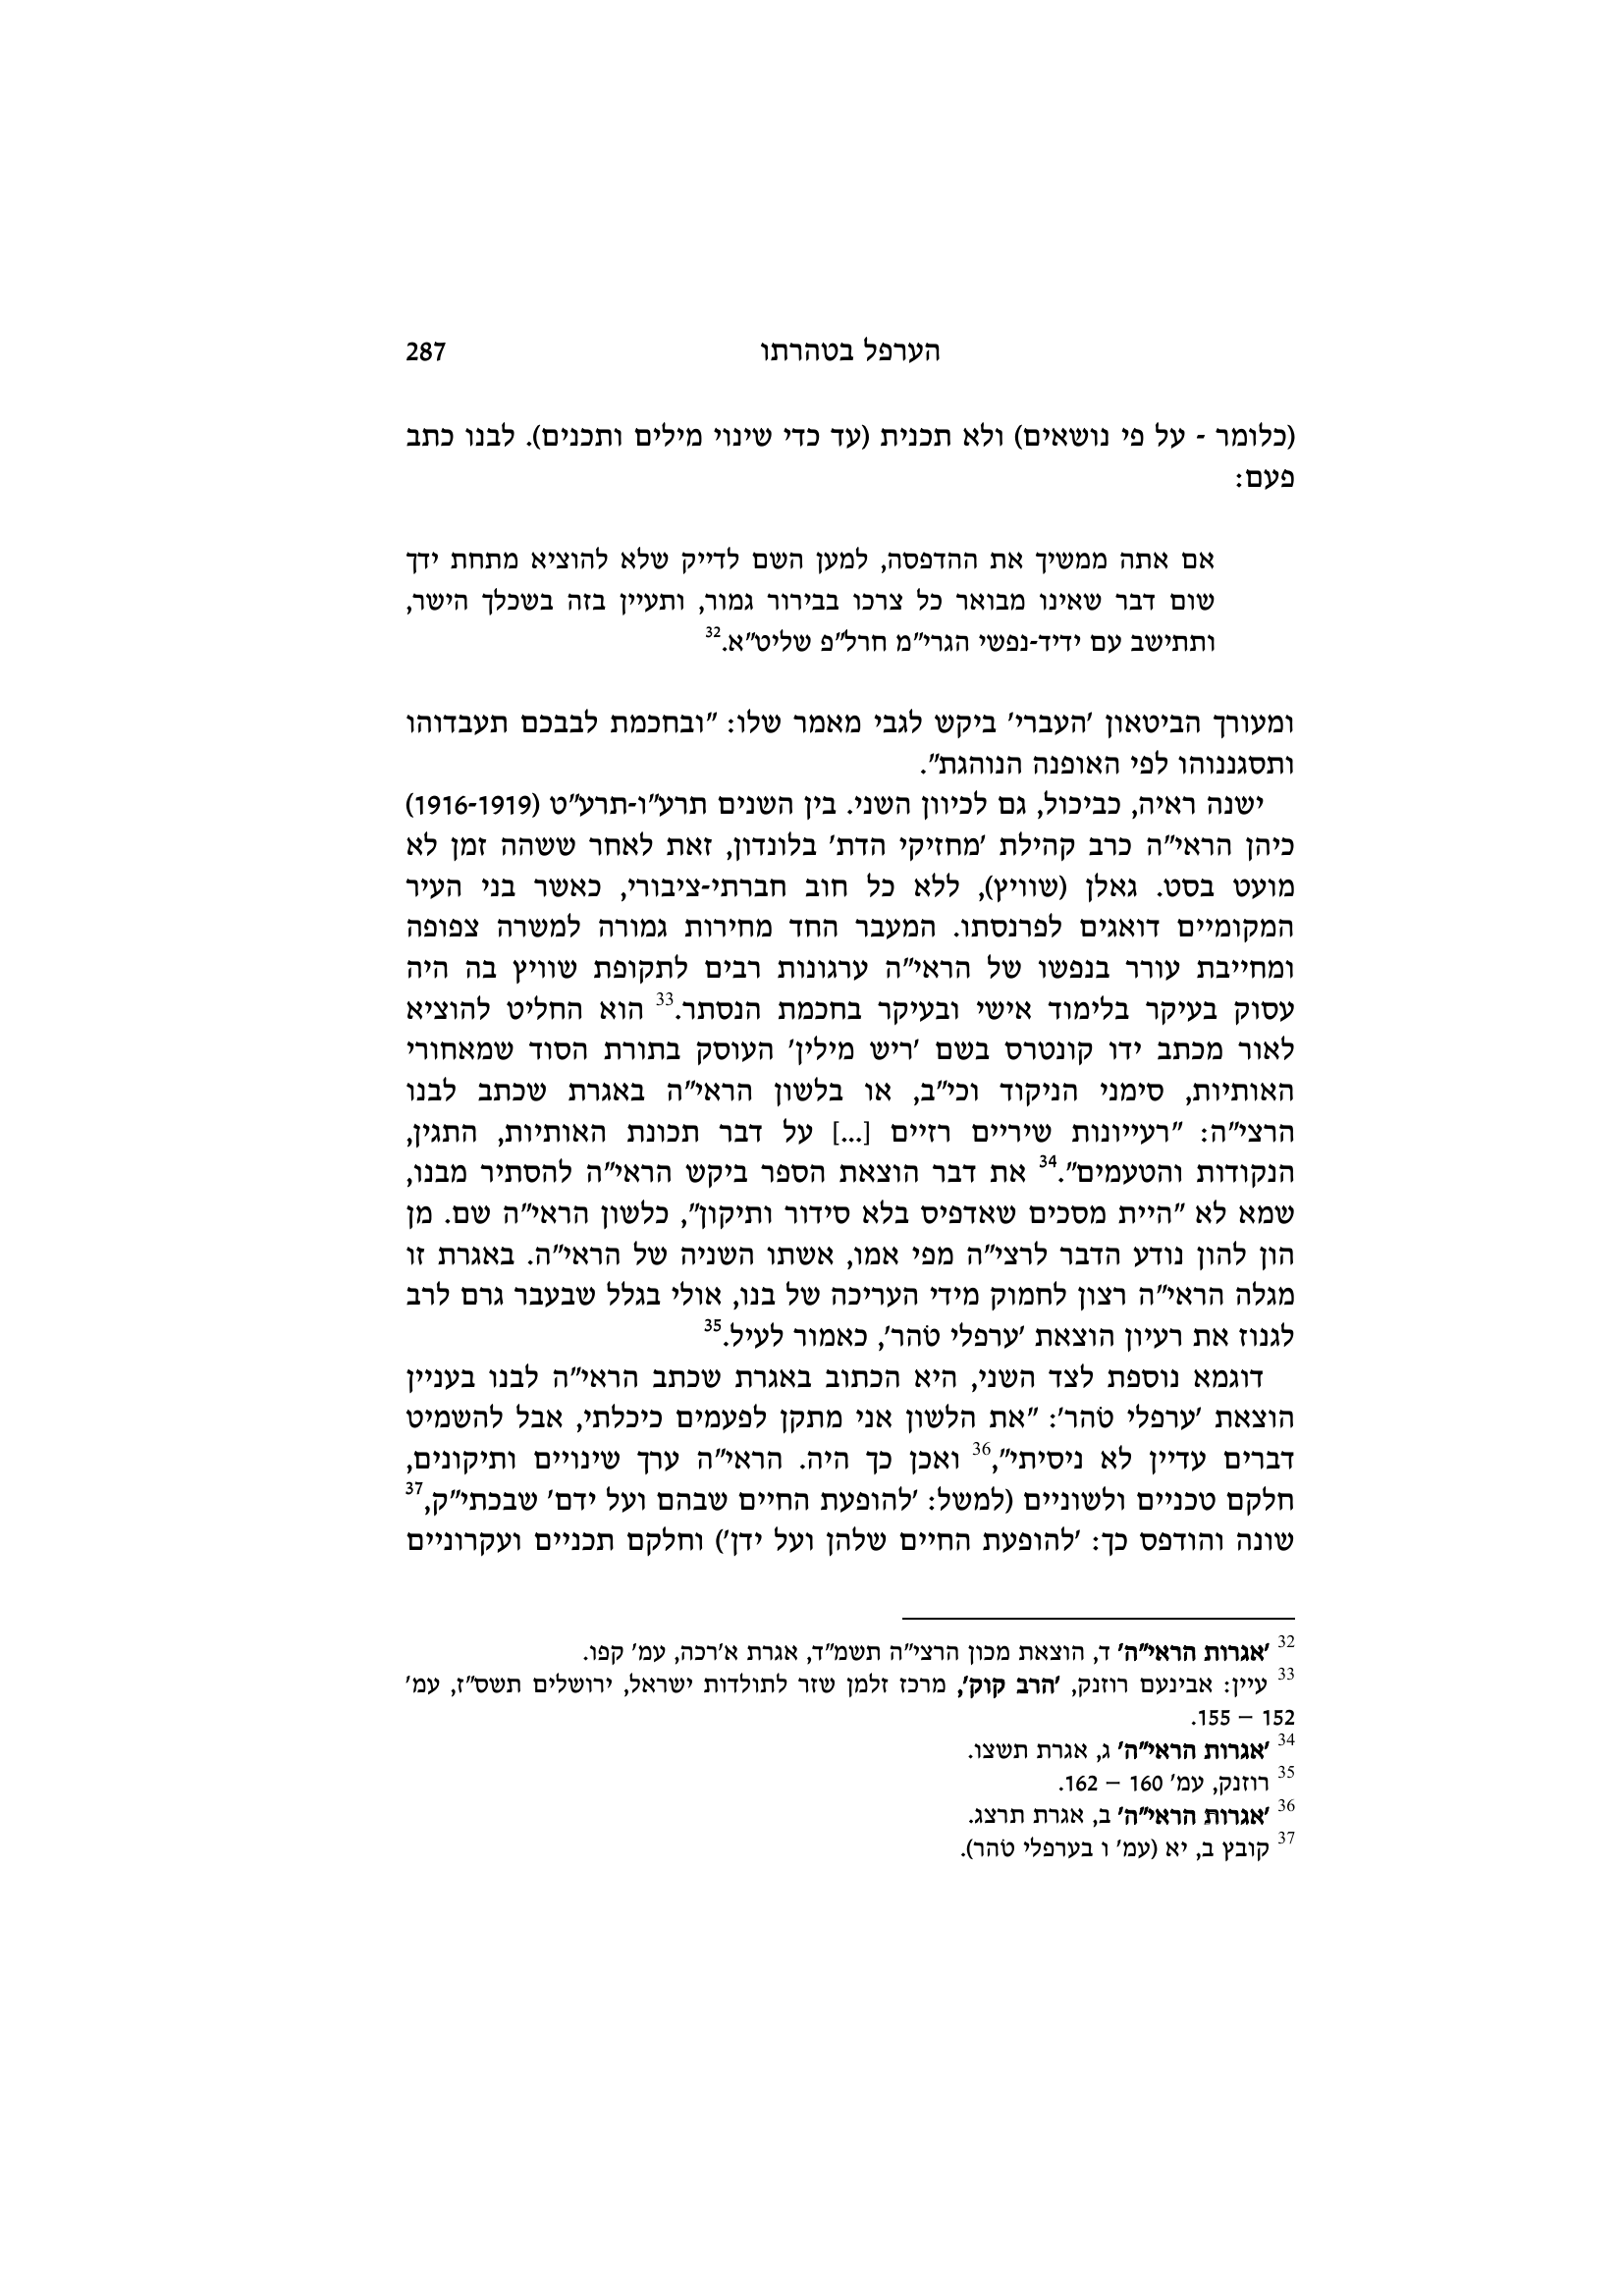 הערפל בטהרתו 287
(כלומר - על פי נושאים) ולא תכנית (עד כדי שינוי מילים ותכנים). לבנו כתב
פעם:
אם אתה ממשיך את ההדפסה, למען השם לדייק שלא להוציא מתחת ידך
שום דבר שאינו מבואר כל צרכו בבירור גמור, ותעיין בזה בשכלך הישר,
ותתישב עם ידיד-נפשי הגרי"מ חרל"פ שליט"א.32
ומעורך הביטאון 'העברי' ביקש לגבי מאמר שלו: "ובחכמת לבבכם תעבדוהו
ותסגננוהו לפי האופנה הנוהגת".
ישנה ראיה, כביכול, גם לכיוון השני. בין השנים תרע"ו-תרע"ט (1916-1919)
כיהן הראי"ה כרב קהילת 'מחזיקי הדת' בלונדון, זאת לאחר ששהה זמן לא
מועט בסט. גאלן (שוויץ), ללא כל חוב חברתי-ציבורי, כאשר בני העיר
המקומיים דואגים לפרנסתו. המעבר החד מחירות גמורה למשרה צפופה
ומחייבת עורר בנפשו של הראי"ה ערגונות רבים לתקופת שוויץ בה היה
עסוק בעיקר בלימוד אישי ובעיקר בחכמת הנסתר.33 הוא החליט להוציא
לאור מכתב ידו קונטרס בשם 'ריש מילין' העוסק בתורת הסוד שמאחורי
האותיות, סימני הניקוד וכי"ב, או בלשון הראי"ה באגרת שכתב לבנו
הרצי"ה: "רעייונות שיריים רזיים [...] על דבר תכונת האותיות, התגין,
הנקודות והטעמים".34 את דבר הוצאת הספר ביקש הראי"ה להסתיר מבנו,
שמא לא "היית מסכים שאדפיס בלא סידור ותיקון", כלשון הראי"ה שם. מן
הון להון נודע הדבר לרצי"ה מפי אמו, אשתו השניה של הראי"ה. באגרת זו
מגלה הראי"ה רצון לחמוק מידי העריכה של בנו, אולי בגלל שבעבר גרם לרב
לגנוז את רעיון הוצאת 'ערפלי טֹהר', כאמור לעיל.35
דוגמא נוספת לצד השני, היא הכתוב באגרת שכתב הראי"ה לבנו בעניין
הוצאת 'ערפלי טֹהר': "את הלשון אני מתקן לפעמים כיכלתי, אבל להשמיט
דברים עדיין לא ניסיתי",36 ואכן כך היה. הראי"ה ערך שינויים ותיקונים,
חלקם טכניים ולשוניים (למשל: 'להופעת החיים שבהם ועל ידם' שבכתי"ק,37
שונה והודפס כך: 'להופעת החיים שלהן ועל ידן') וחלקם תכניים ועקרוניים
32 'אגרות הראי"ה' ד, הוצאת מכון הרצי"ה תשמ"ד, אגרת א'רכה, עמ' קפו.
33 עיין: אבינעם רוזנק, 'הרב קוק', מרכז זלמן שזר לתולדות ישראל, ירושלים תשס"ז, עמ'
152 – 155.
34 'אגרות הראי"ה' ג, אגרת תשצו.
35 רוזנק, עמ' 160 – 162.
36 'אגרות הראי"ה' ב, אגרת תרצג.
37 קובץ ב, יא (עמ' ו בערפלי טֹהר).